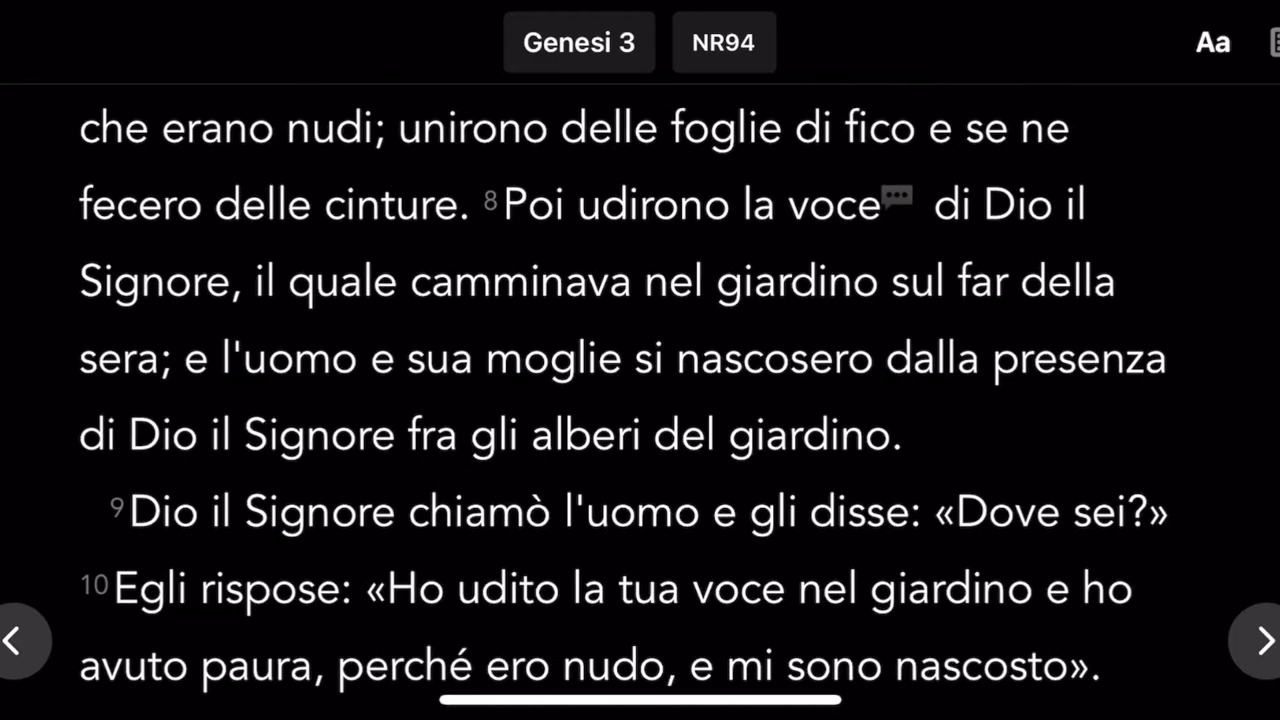 Genesi 3 NR94 Aa
che erano nudi; unirono delle foglie di fico e se ne
fecero delle cinture. 8 Poi udirono la voce di Dio il
Signore, il quale camminava nel giardino sul far della
sera; e l'uomo e sua moglie si nascosero dalla presenza
di Dio il Signore fra gli alberi del giardino.
9 Dio il Signore chiamò l'uomo e gli disse: «Dove sei?»
10 Egli rispose: «Ho udito la tua voce nel giardino e ho
avuto paura, perché ero nudo, e mi sono nascosto».